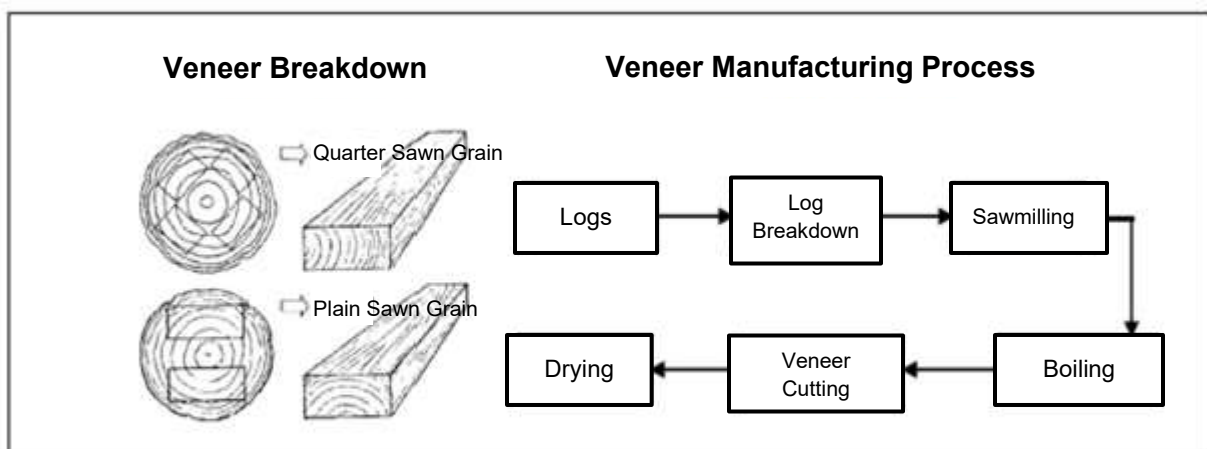 Veneer Breakdown
Veneer Manufacturing Process
Quarter Sawn Grain
Plain Sawn Grain
Logs
Log
Breakdown
Sawmilling
Boiling
Veneer
Cutting
Drying